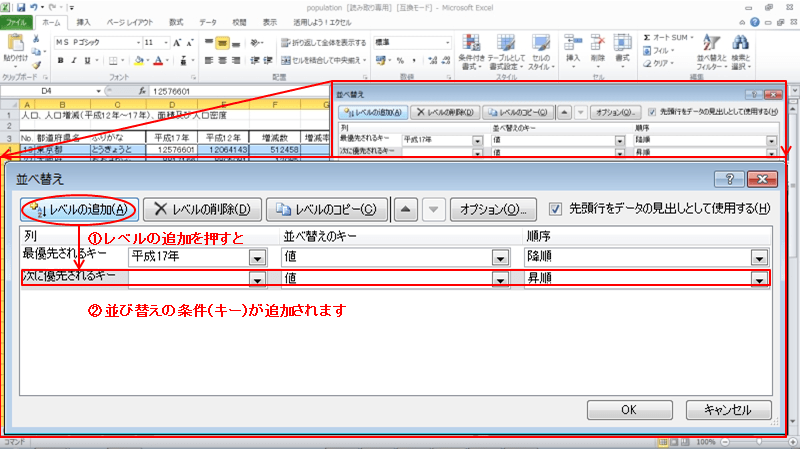 population [読み取り専用] [互換モード] - Microsoft Excel
ファイル ホーム 挿入 ページ レイアウト 数式 データ 校閲 表示 活用しよう!エクセル
貼り付け ＭＳ Ｐゴシック 11 折り返して全体を表示する 標準 条件付き書式 テーブルとして書式設定 セルのスタイル 挿入 削除 書式 Σ オート SUM 並べ替えとフィルター 検索と選択
B I U セルを結合して中央揃え フィル
クリア
クリップボード フォント 配置 数値 スタイル セル 編集
D4 12576601
A B C D E F G
1 人口、人口増減(平成12年～17年)、面積及び人口密度
2
3 No. 都道府県名 ふりがな 平成17年 平成12年 増減数 増減率
13 東京都 とうきょうと 12576601 12064143 512458
並べ替え
レベルの追加(A) レベルの削除(D) レベルのコピー(C) オプション(O)... 先頭行をデータの見出しとして使用する(H)
列 並べ替えのキー 順序
最優先されるキー 平成17年 値 降順
次に優先されるキー 値 昇順
並べ替え
レベルの追加(A) レベルの削除(D) レベルのコピー(C) オプション(O)... 先頭行をデータの見出しとして使用する(H)
列 ①レベルの追加を押すと 並べ替えのキー 順序
最優先されるキー 平成17年 値 降順
次に優先されるキー 値 昇順
②並び替えの条件(キー)が追加されます
OK キャンセル
コマンド 100%